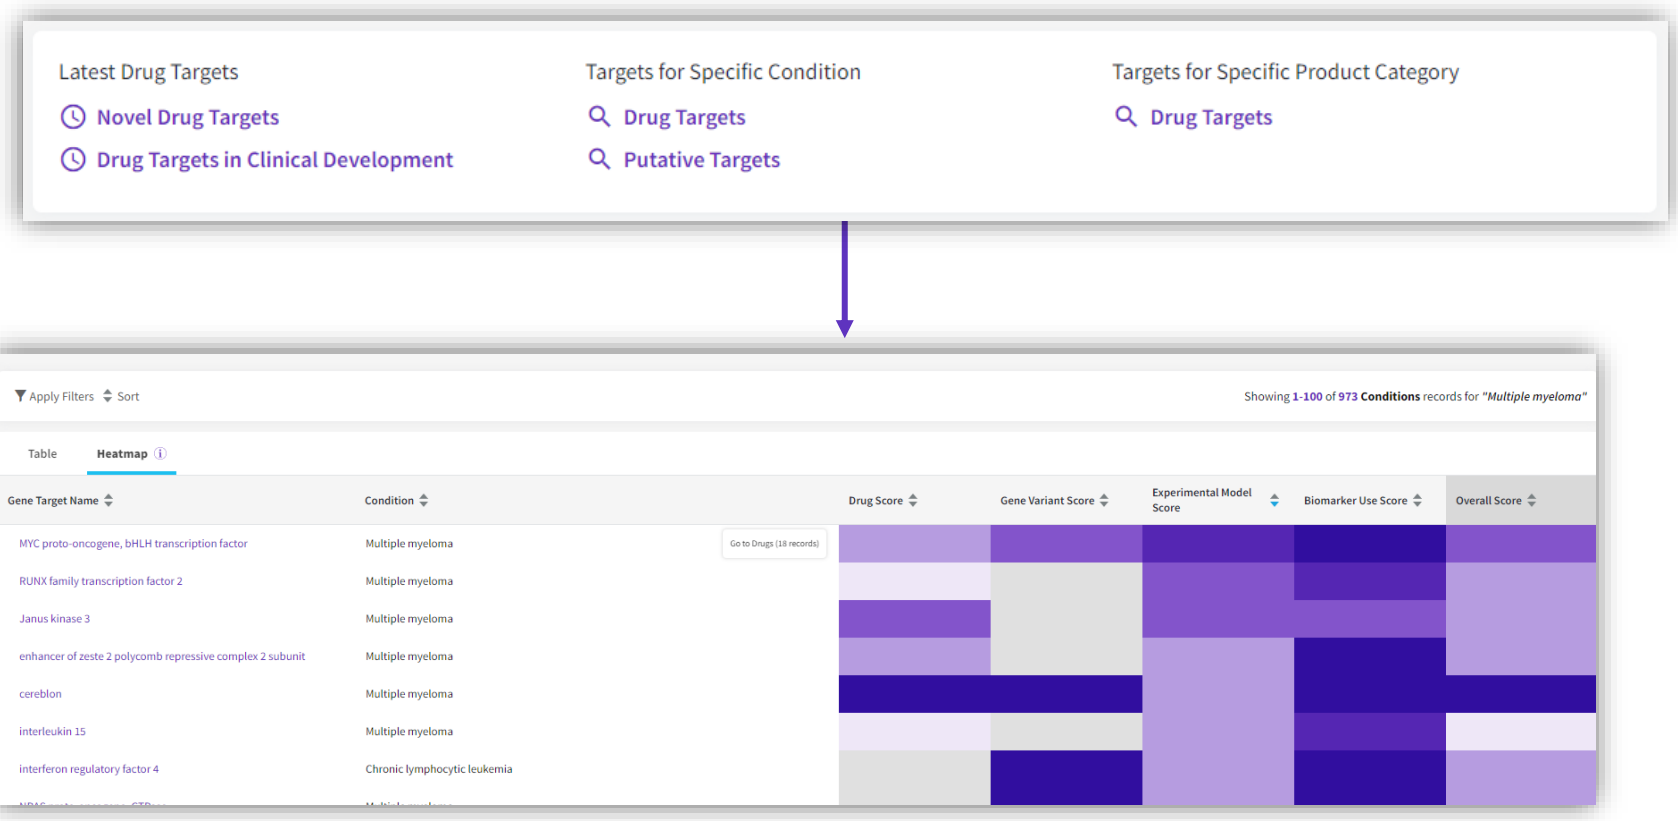 Latest Drug Targets
Novel Drug Targets
Drug Targets in Clinical Development
Targets for Specific Condition
Drug Targets
Putative Targets
Targets for Specific Product Category
Drug Targets
Apply Filters Sort
Showing 1-100 of 973 Conditions records for "Multiple myeloma"
Table Heatmap i
Gene Target Name Condition Drug Score Gene Variant Score Experimental Model Score Biomarker Use Score Overall Score
MYC proto-oncogene, bHLH transcription factor Multiple myeloma Go to Drugs (18 records)
RUNX family transcription factor 2 Multiple myeloma
Janus kinase 3 Multiple myeloma
enhancer of zeste 2 polycomb repressive complex 2 subunit Multiple myeloma
cereblon Multiple myeloma
interleukin 15 Multiple myeloma
interferon regulatory factor 4 Chronic lymphocytic leukemia